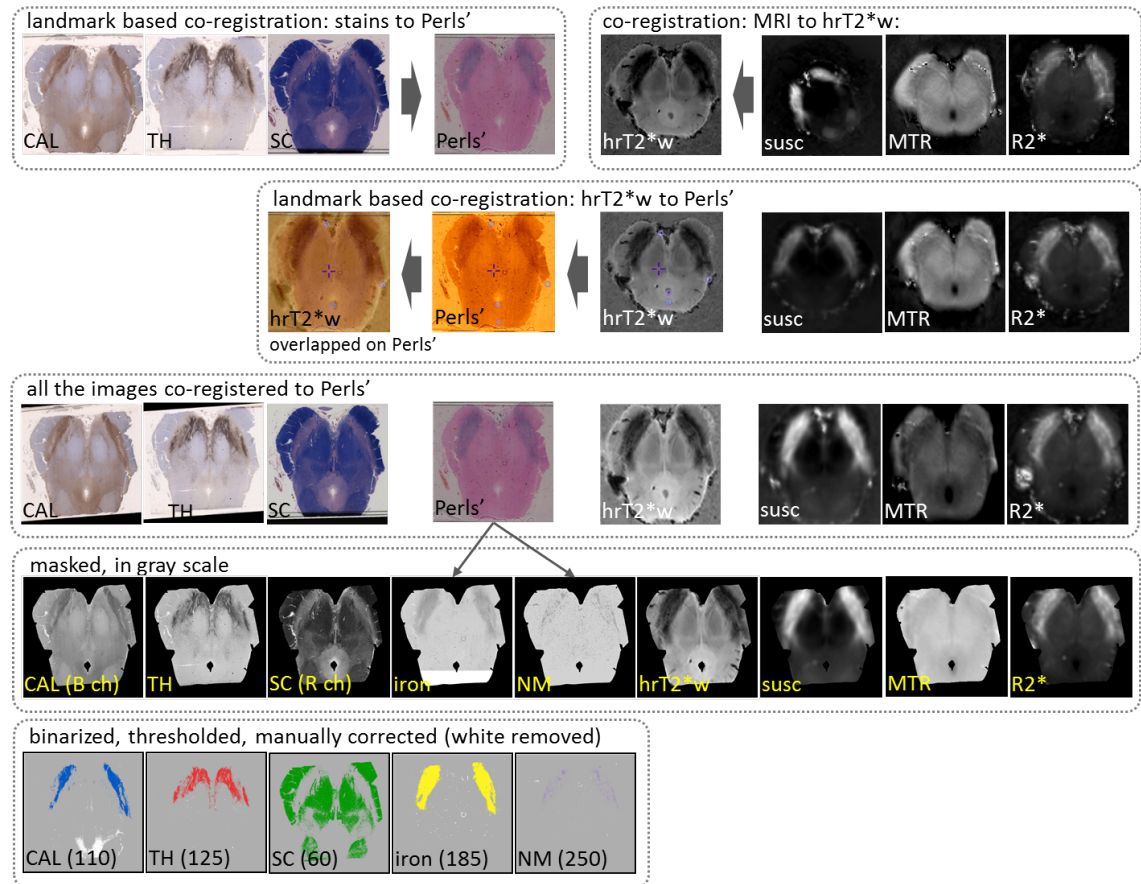 landmark based co-registration: stains to Perls’
CAL
TH
SC
Perls’
co-registration: MRI to hrT2*w:
hrT2*w
susc
MTR
R2*
landmark based co-registration: hrT2*w to Perls’
hrT2*w
Perls’
hrT2*w
susc
MTR
R2*
overlapped on Perls’
all the images co-registered to Perls’
CAL
TH
SC
Perls’
hrT2*w
susc
MTR
R2*
masked, in gray scale
CAL (B ch)
TH
SC (R ch)
iron
NM
hrT2*w
susc
MTR
R2*
binarized, thresholded, manually corrected (white removed)
CAL (110)
TH (125)
SC (60)
iron (185)
NM (250)